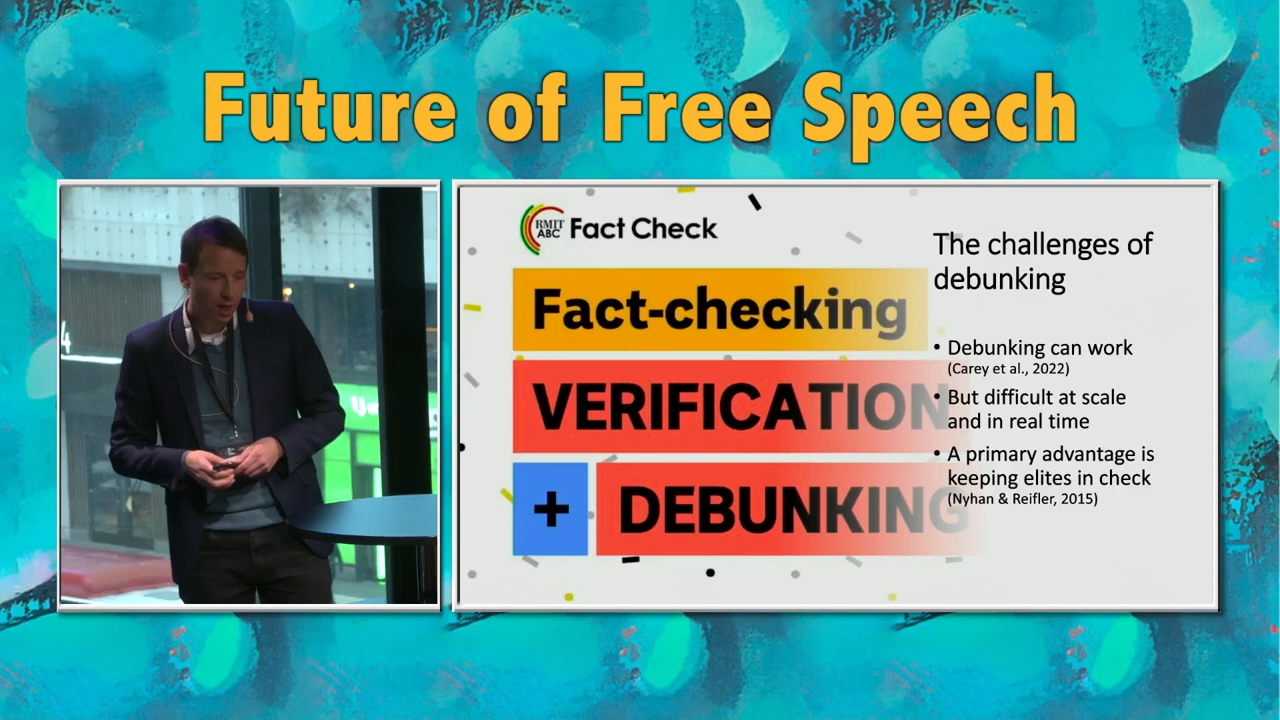 Future of Free Speech
RMIT
ABC
Fact Check
Fact-checking
VERIFICATION
+ DEBUNKING
The challenges of
debunking
• Debunking can work
(Carey et al., 2022)
• But difficult at scale
and in real time
• A primary advantage is
keeping elites in check
(Nyhan & Reifler, 2015)
4